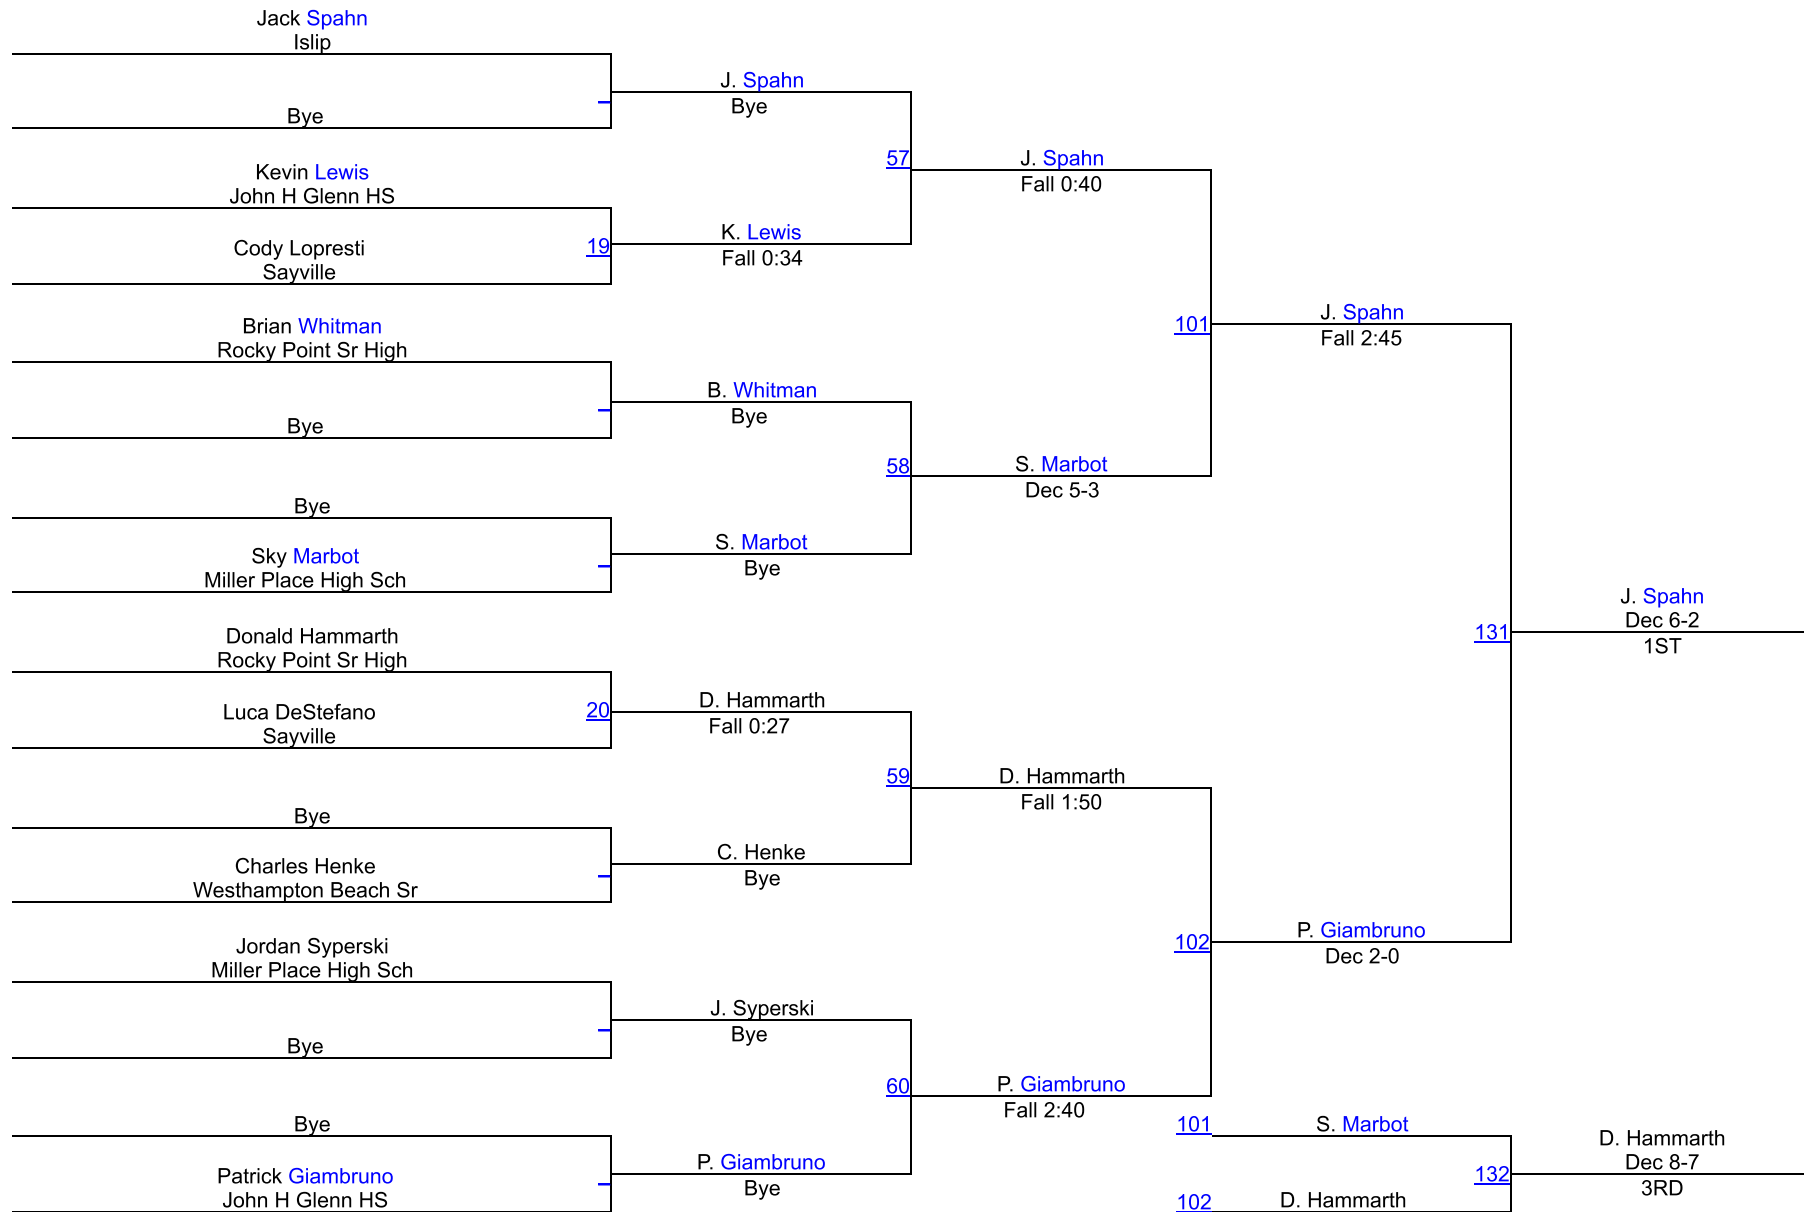 Jack Spahn
Islip
Bye
Kevin Lewis
John H Glenn HS
Cody Lopresti
Sayville
19
Brian Whitman
Rocky Point Sr High
Bye
Bye
Sky Marbot
Miller Place High Sch
Donald Hammarth
Rocky Point Sr High
Luca DeStefano
Sayville
20
Bye
Charles Henke
Westhampton Beach Sr
Jordan Syperski
Miller Place High Sch
Bye
Bye
Patrick Giambruno
John H Glenn HS
J. Spahn
Bye
57
K. Lewis
Fall 0:34
B. Whitman
Bye
58
S. Marbot
Bye
D. Hammarth
Fall 0:27
59
C. Henke
Bye
J. Syperski
Bye
60
P. Giambruno
Bye
J. Spahn
Fall 0:40
101
S. Marbot
Dec 5-3
D. Hammarth
Fall 1:50
102
P. Giambruno
Fall 2:40
J. Spahn
Fall 2:45
131
P. Giambruno
Dec 2-0
J. Spahn
Dec 6-2
1ST
101
S. Marbot
132
102
D. Hammarth
D. Hammarth
Dec 8-7
3RD